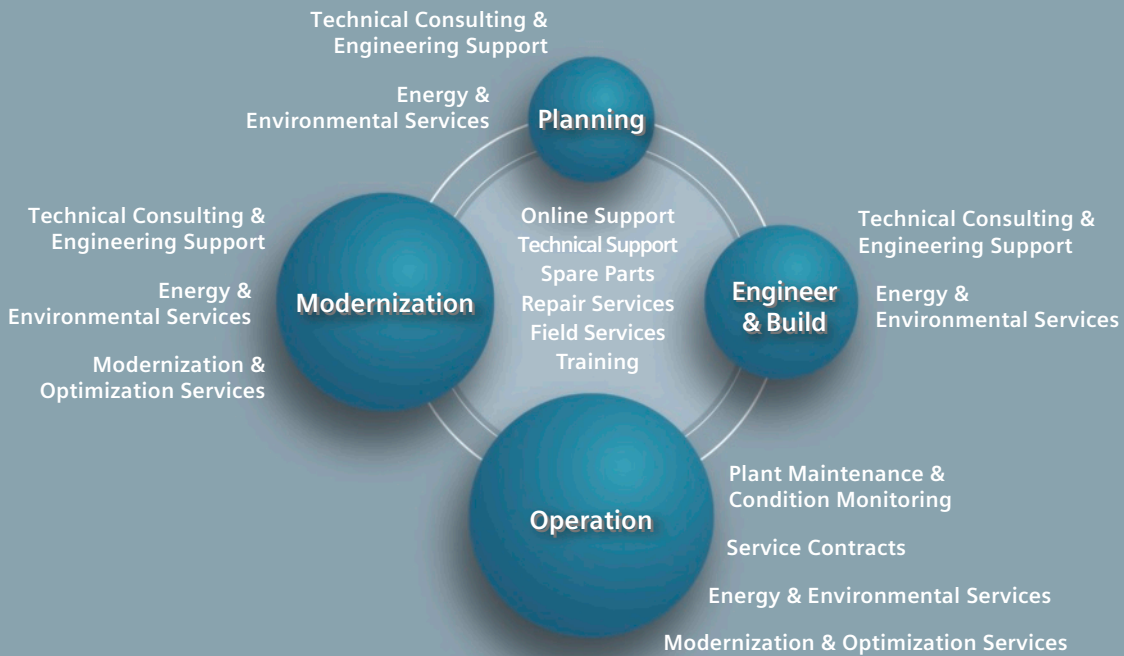 Technical Consulting &
Engineering Support
Energy &
Environmental Services
Planning
Technical Consulting &
Engineering Support
Energy &
Environmental Services
Modernization &
Optimization Services
Modernization
Online Support
Technical Support
Spare Parts
Repair Services
Field Services
Training
Engineer
& Build
Technical Consulting &
Engineering Support
Energy &
Environmental Services
Operation
Plant Maintenance &
Condition Monitoring
Service Contracts
Energy & Environmental Services
Modernization & Optimization Services